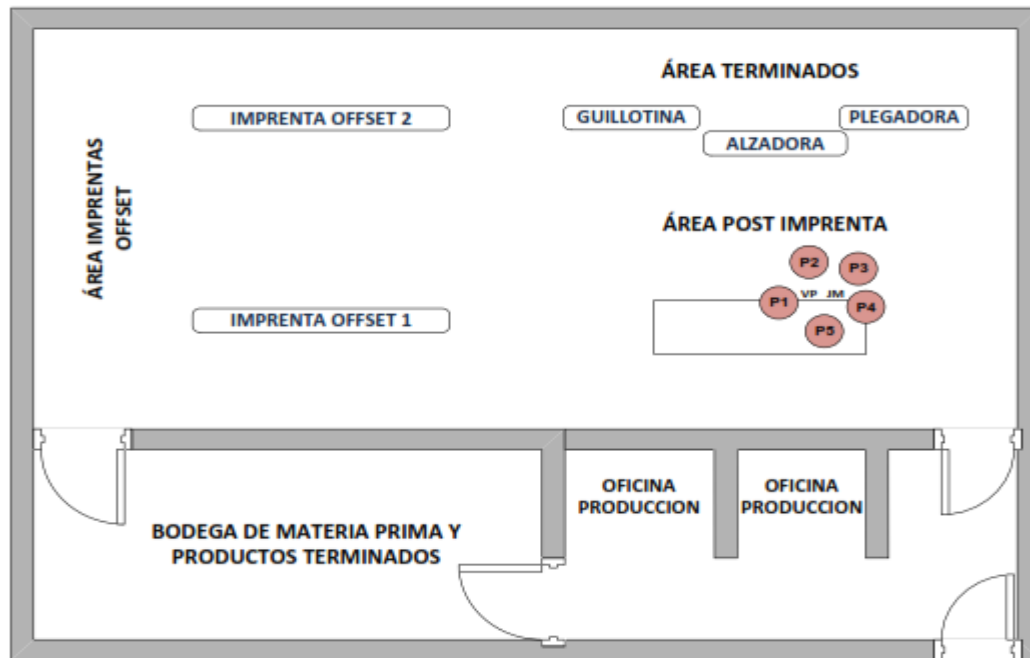 ÁREA TERMINADOS
IMPRENTA OFFSET 2
GUILLOTINA
PLEGADORA
ALZADORA
ÁREA IMPRENTAS
OFFSET
ÁREA POST IMPRENTA
P2
P3
P1
VP JM
P4
P5
IMPRENTA OFFSET 1
OFICINA
PRODUCCION
OFICINA
PRODUCCION
BODEGA DE MATERIA PRIMA Y
PRODUCTOS TERMINADOS